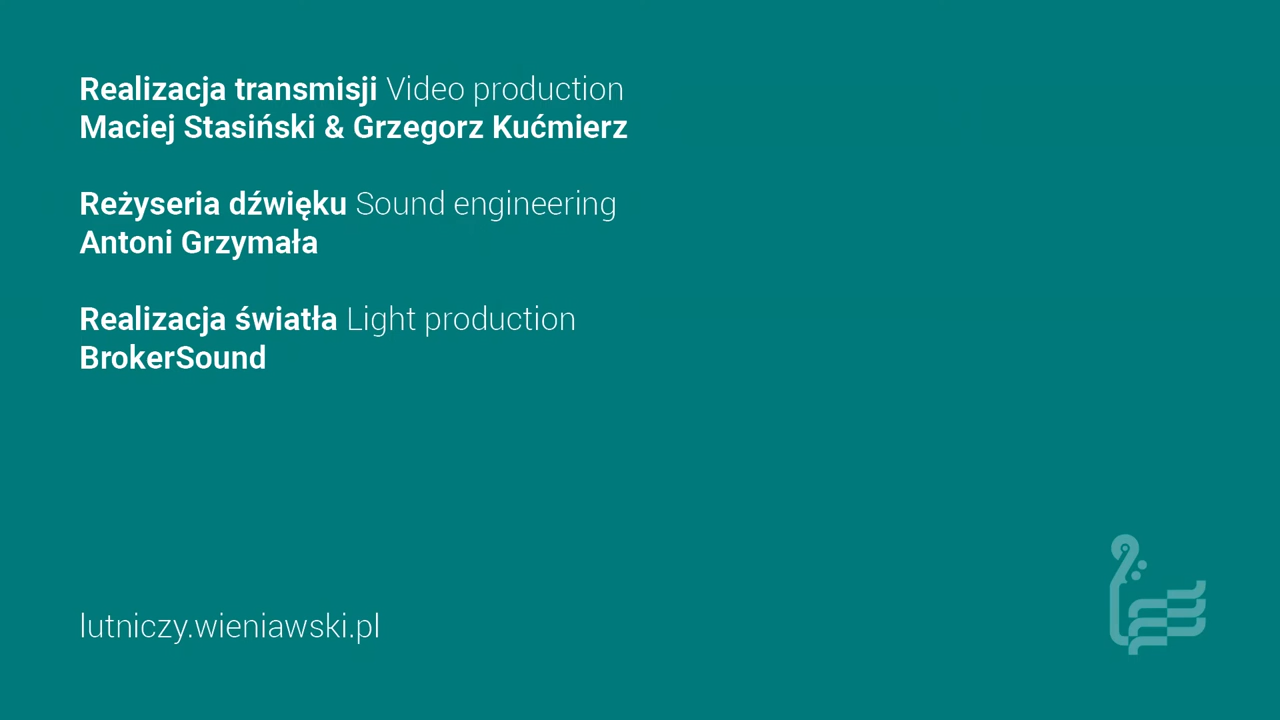 Realizacja transmisji Video production
Maciej Stasiński & Grzegorz Kućmierz
Reżyseria dźwięku Sound engineering
Antoni Grzymała
Realizacja światła Light production
BrokerSound
lutniczy.wieniawski.pl